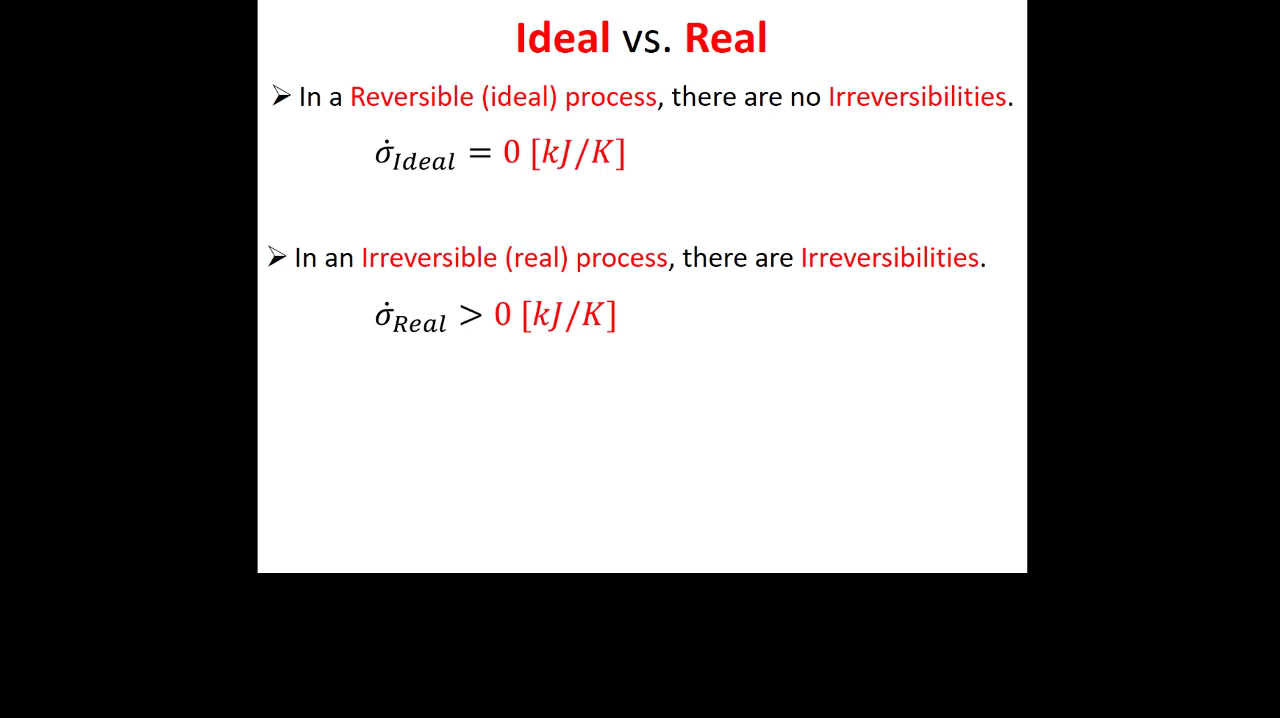 Ideal vs. Real
➢ In a Reversible (ideal) process, there are no Irreversibilities.
σ̇_Ideal = 0 [kJ/K]
➢ In an Irreversible (real) process, there are Irreversibilities.
σ̇_Real > 0 [kJ/K]